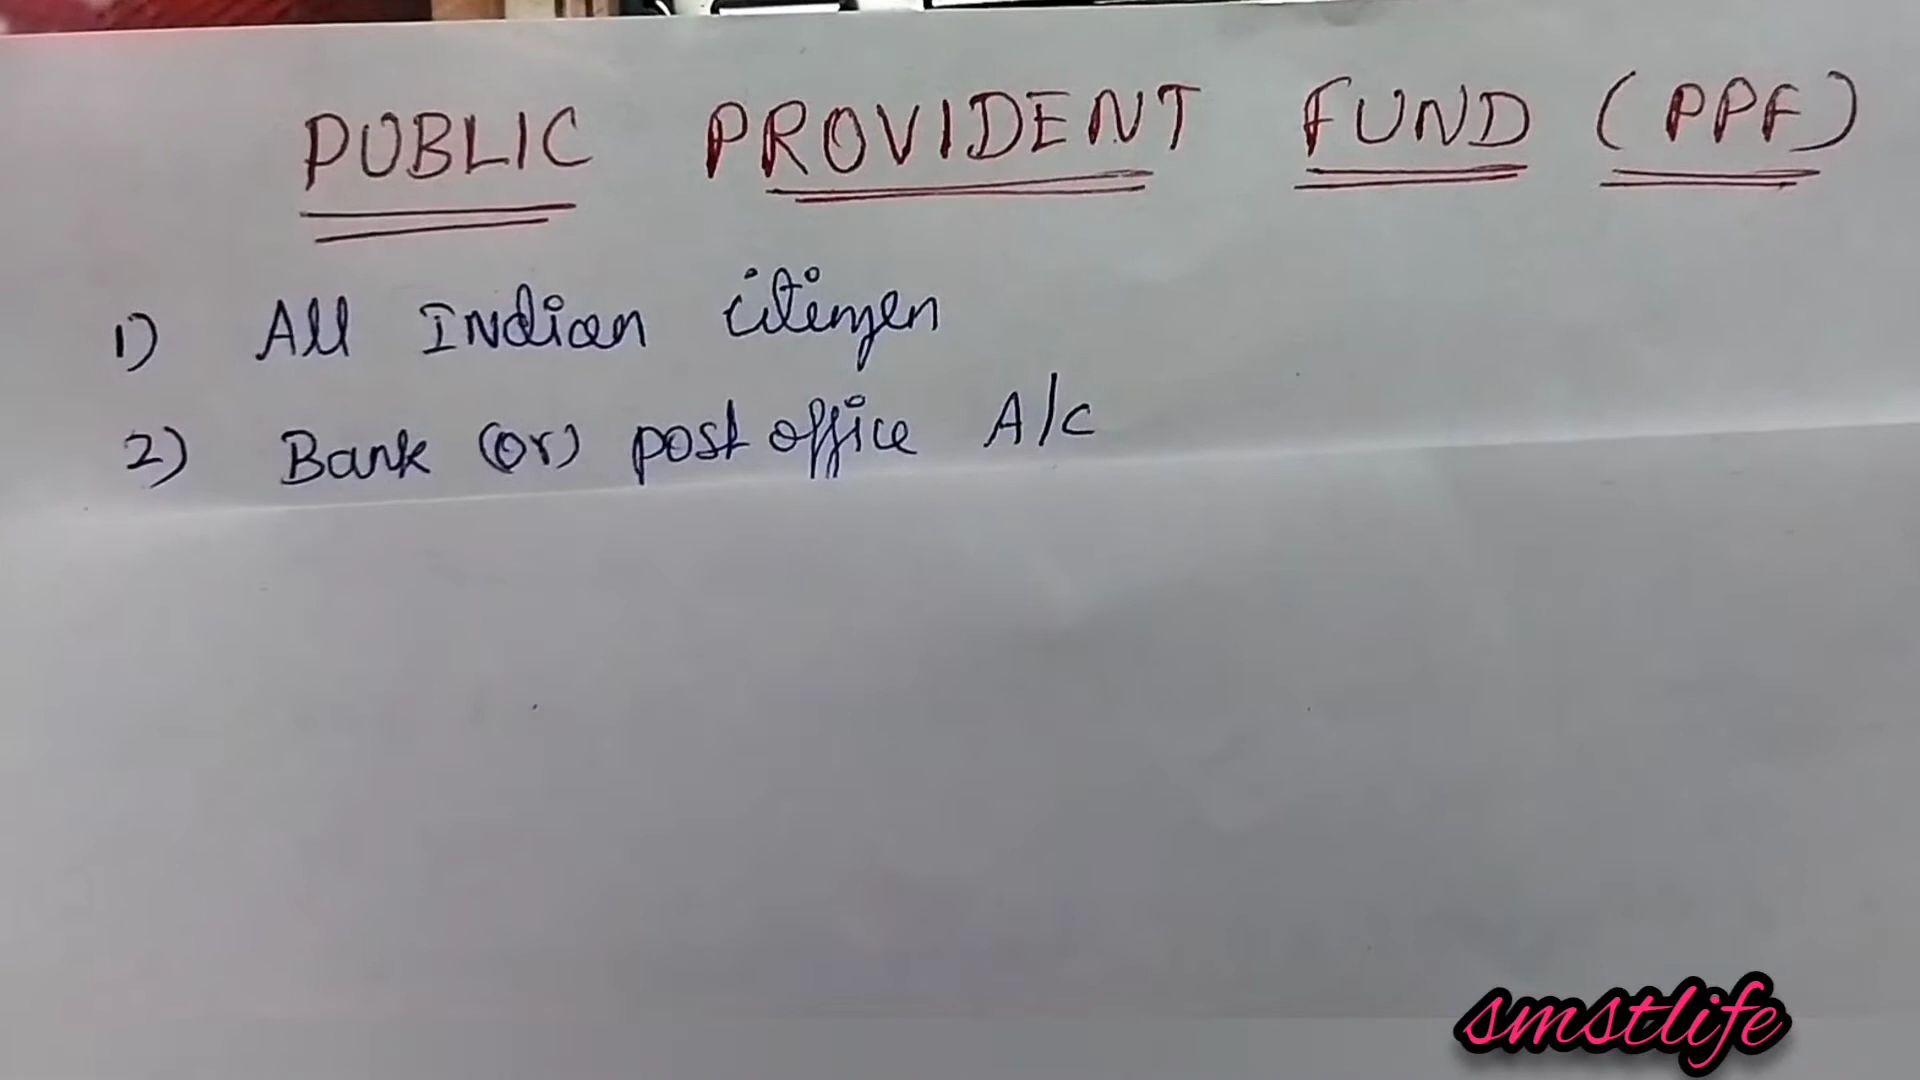 PUBLIC PROVIDENT FUND (PPF)
1) All Indian citizen
2) Bank (or) post office A/c
smstlife